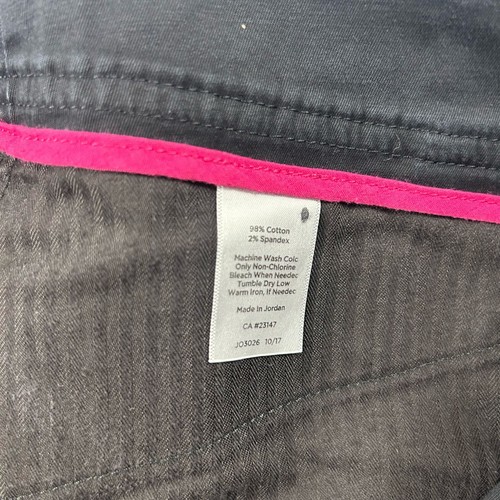 98% Cotton
2% Spandex
Machine Wash Colc
Only Non-Chlorine
Bleach When Needec
Tumble Dry Low
Warm Iron, If Needec
Made in Jordan
CA #23147
JO3026 10/17